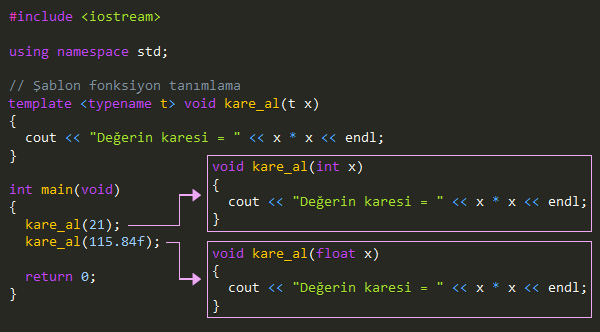 #include <iostream>
using namespace std;
// Şablon fonksiyon tanımlama
template <typename t> void kare_al(t x)
{
cout << "Değerin karesi = " << x * x << endl;
}
int main(void)
{
kare_al(21);
kare_al(115.84f);
return 0;
}
void kare_al(int x)
{
cout << "Değerin karesi = " << x * x << endl;
}
void kare_al(float x)
{
cout << "Değerin karesi = " << x * x << endl;
}